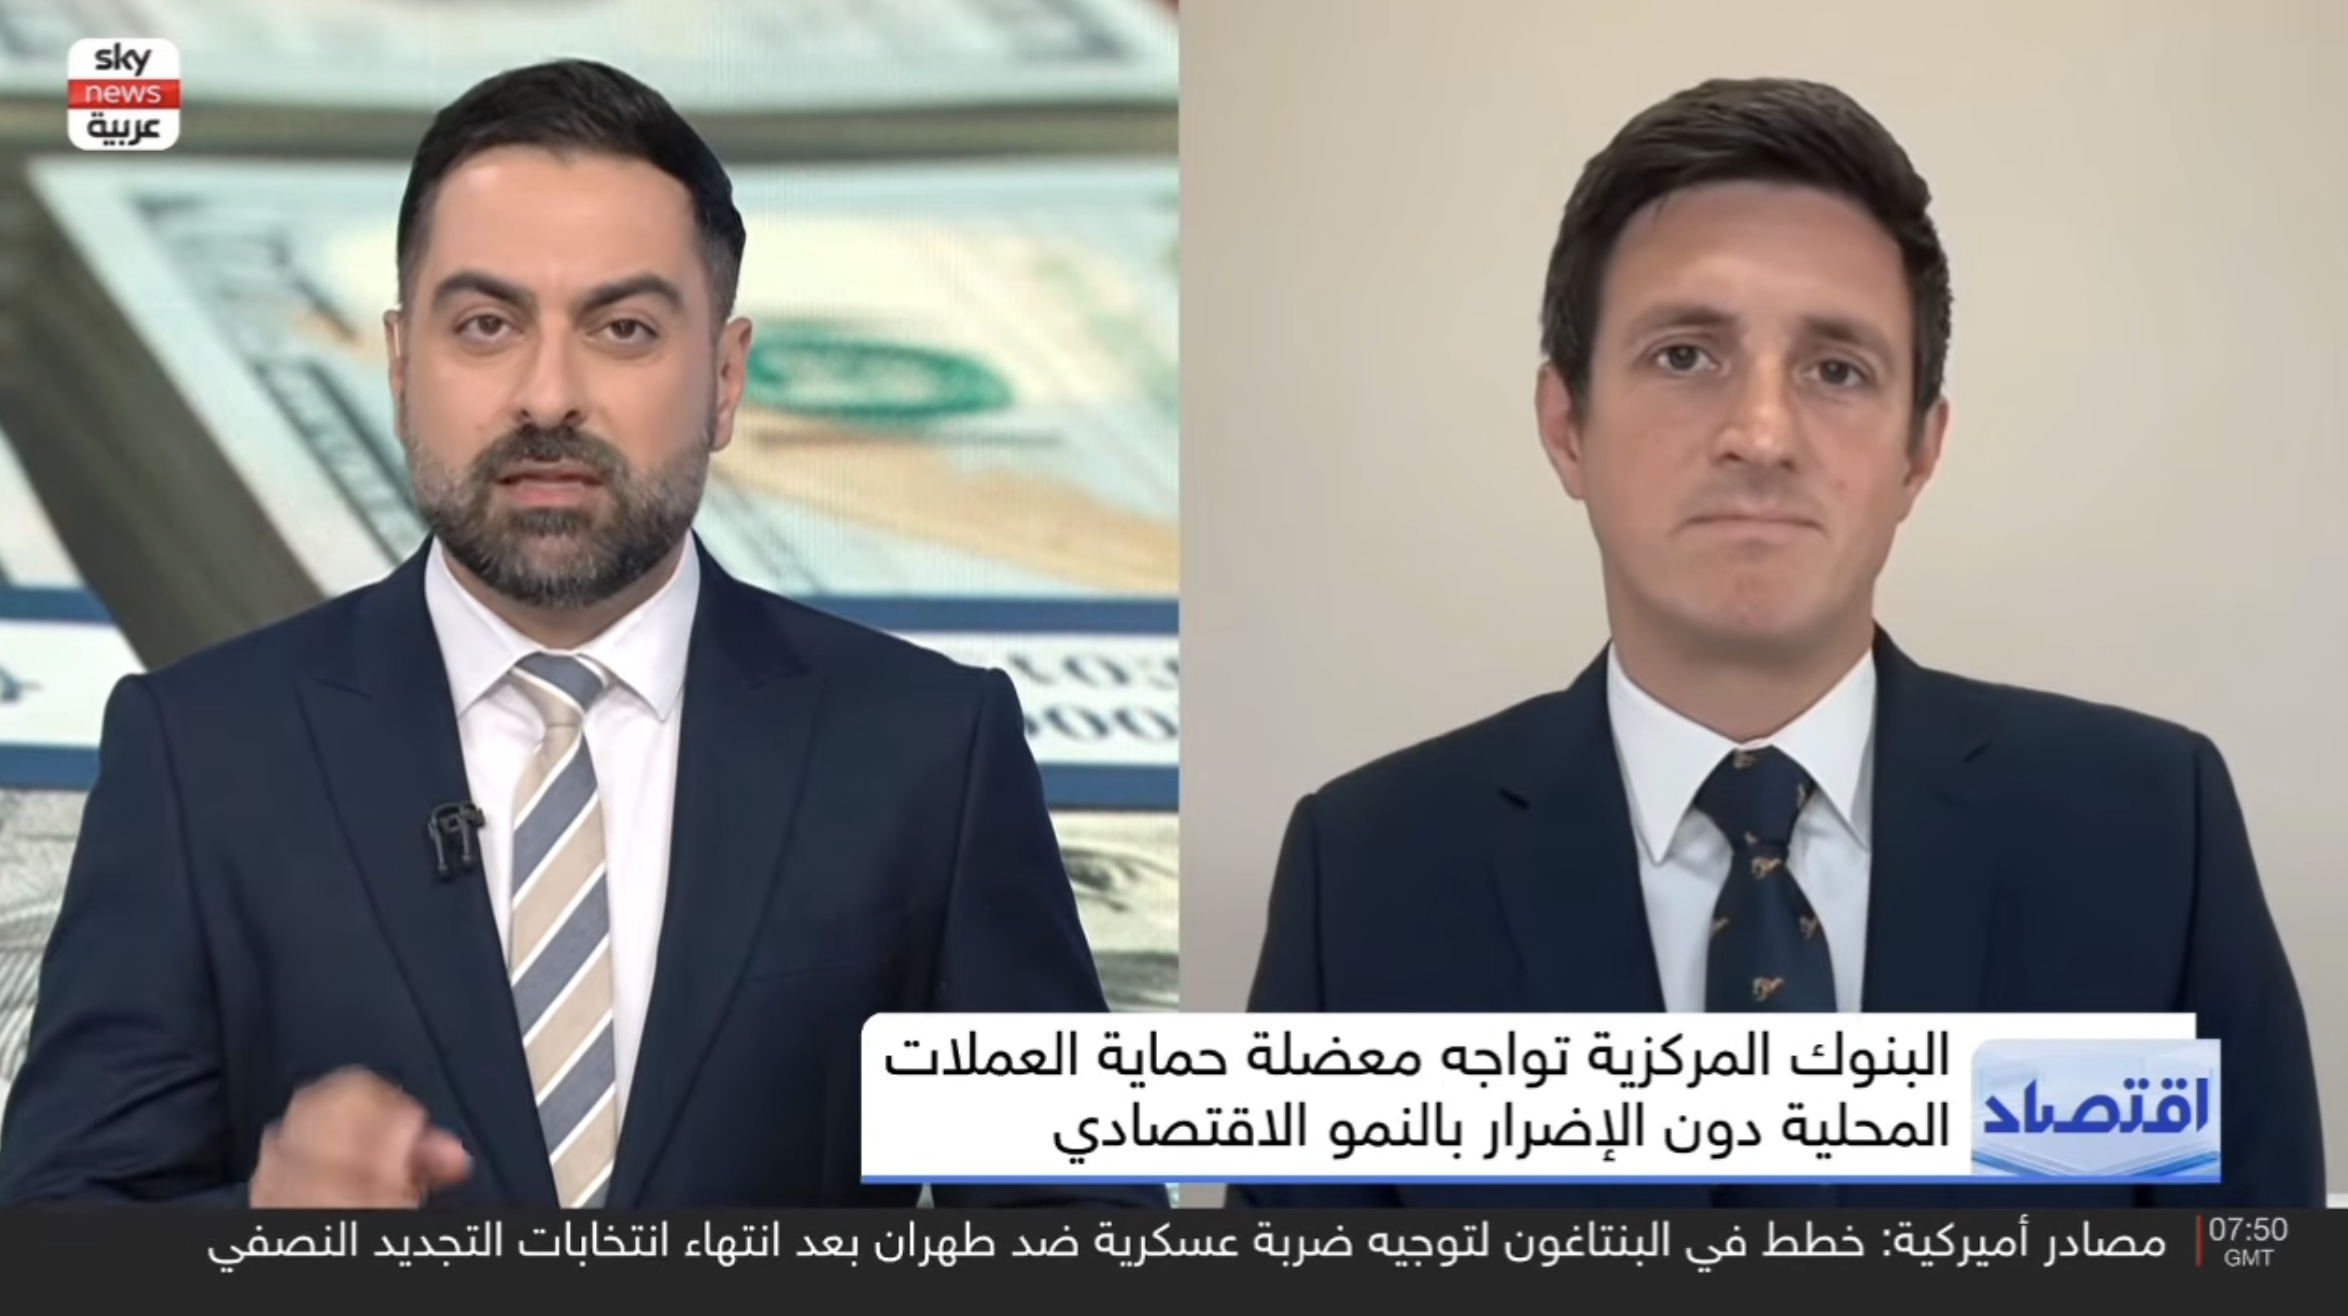 sky
news
عربية
البنوك المركزية تواجه معضلة حماية العملات
المحلية دون الإضرار بالنمو الاقتصادي
اقتصاد
07:50
GMT
مصادر أميركية: خطط في البنتاغون لتوجيه ضربة عسكرية ضد طهران بعد انتهاء انتخابات التجديد النصفي